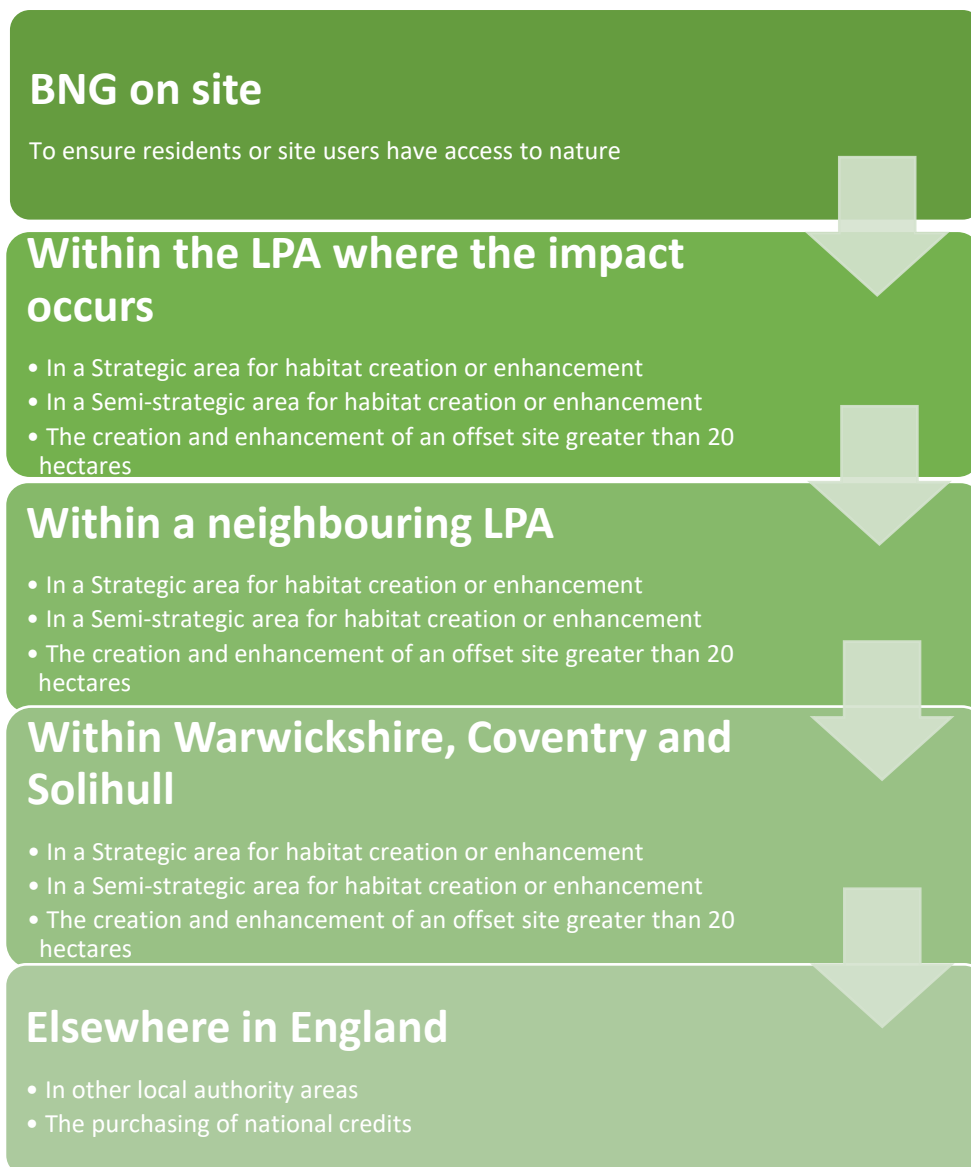 BNG on site
To ensure residents or site users have access to nature
Within the LPA where the impact
occurs
• In a Strategic area for habitat creation or enhancement
• In a Semi-strategic area for habitat creation or enhancement
• The creation and enhancement of an offset site greater than 20
hectares
Within a neighbouring LPA
• In a Strategic area for habitat creation or enhancement
• In a Semi-strategic area for habitat creation or enhancement
• The creation and enhancement of an offset site greater than 20
hectares
Within Warwickshire, Coventry and
Solihull
• In a Strategic area for habitat creation or enhancement
• In a Semi-strategic area for habitat creation or enhancement
• The creation and enhancement of an offset site greater than 20
hectares
Elsewhere in England
• In other local authority areas
• The purchasing of national credits